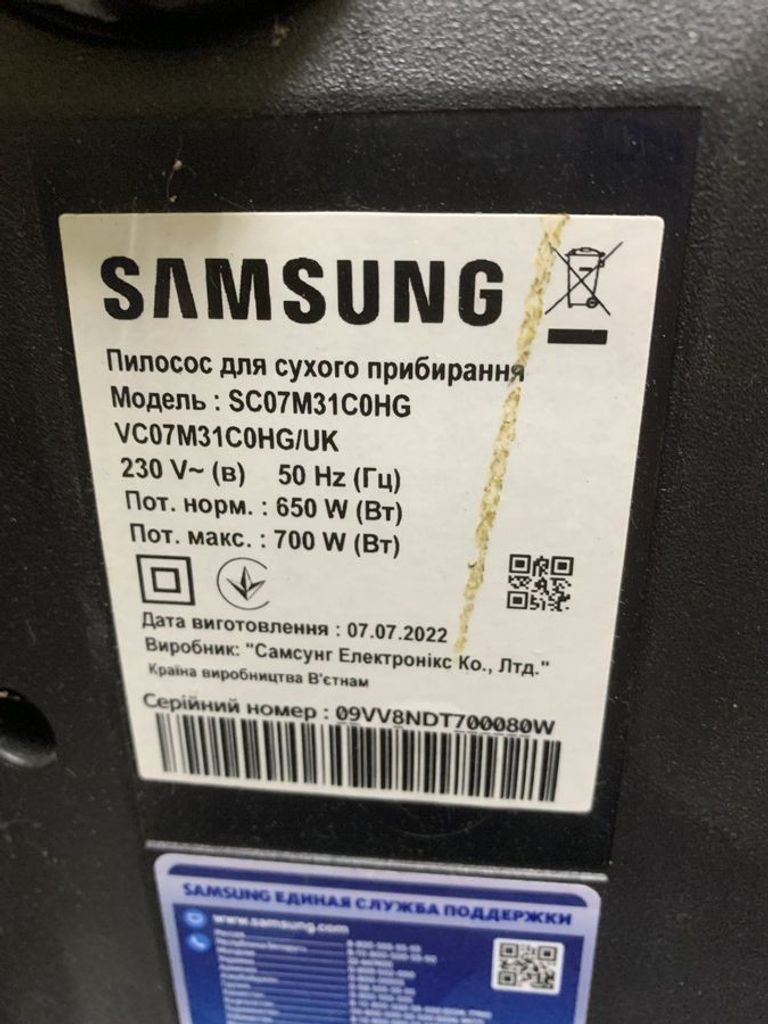 SAMSUNG
Пилосос для сухого прибирання
Модель : SC07M31C0HG
VC07M31C0HG/UK
230 V~ (в) 50 Hz (Гц)
Пот. норм. : 650 W (Вт)
Пот. макс. : 700 W (Вт)
Дата виготовлення : 07.07.2022
Виробник: "Самсунг Електронікс Ко., Лтд."
Країна виробництва В'єтнам
Серійний номер : 09VV8NDT700080W
SAMSUNG ЕДИНАЯ СЛУЖБА ПОДДЕРЖКИ
www.samsung.com